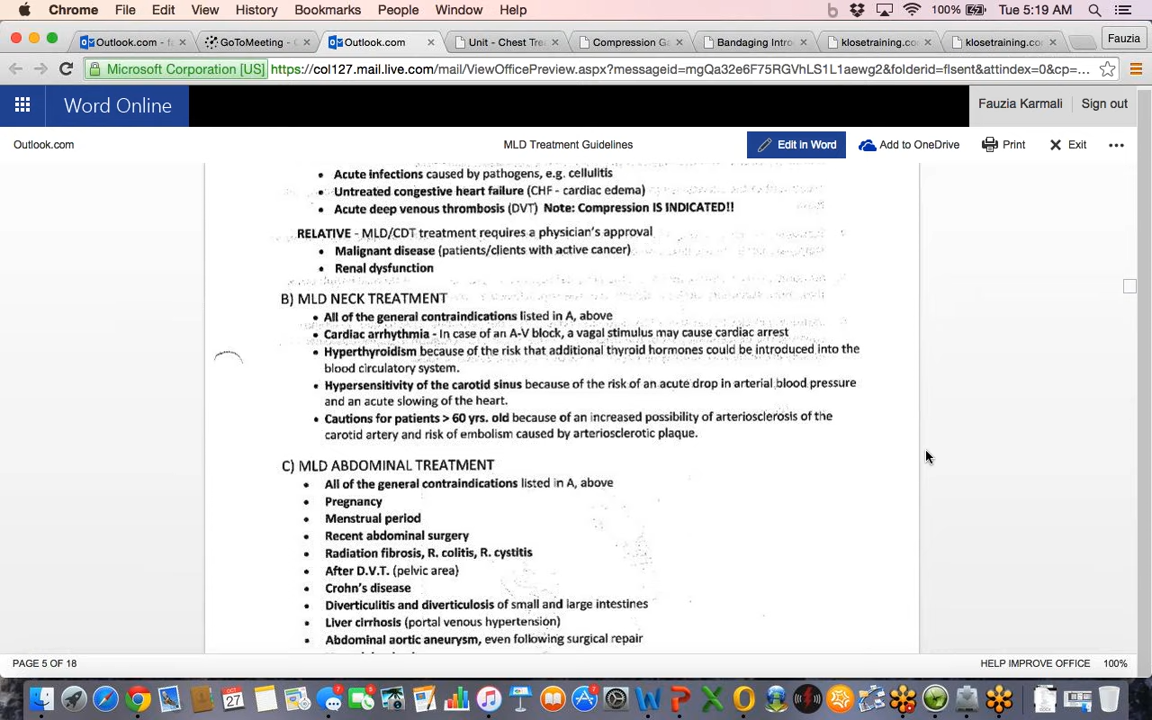 Chrome File Edit View History Bookmarks People Window Help 100% Tue 5:19 AM
Outlook.com - f GoToMeeting - C Outlook.com Unit - Chest Tre Compression Ga Bandaging Intro klosetraining.co klosetraining.co Fauzia
Microsoft Corporation [US] https://col127.mail.live.com/mail/ViewOfficePreview.aspx?messageid=mgQa32e6F75RGVhLS1L1aewg2&folderid=flsent&attindex=0&cp=...
Word Online Fauzia Karmali Sign out
Outlook.com MLD Treatment Guidelines Edit in Word Add to OneDrive Print Exit
• Acute infections caused by pathogens, e.g. cellulitis
• Untreated congestive heart failure (CHF - cardiac edema)
• Acute deep venous thrombosis (DVT) Note: Compression IS INDICATED!!
RELATIVE - MLD/CDT treatment requires a physician's approval
• Malignant disease (patients/clients with active cancer)
• Renal dysfunction
B) MLD NECK TREATMENT
• All of the general contraindications listed in A, above
• Cardiac arrhythmia - In case of an A-V block, a vagal stimulus may cause cardiac arrest
• Hyperthyroidism because of the risk that additional thyroid hormones could be introduced into the
blood circulatory system.
• Hypersensitivity of the carotid sinus because of the risk of an acute drop in arterial blood pressure
and an acute slowing of the heart.
• Cautions for patients > 60 yrs. old because of an increased possibility of arteriosclerosis of the
carotid artery and risk of embolism caused by arteriosclerotic plaque.
C) MLD ABDOMINAL TREATMENT
• All of the general contraindications listed in A, above
• Pregnancy
• Menstrual period
• Recent abdominal surgery
• Radiation fibrosis, R. colitis, R. cystitis
• After D.V.T. (pelvic area)
• Crohn's disease
• Diverticulitis and diverticulosis of small and large intestines
• Liver cirrhosis (portal venous hypertension)
• Abdominal aortic aneurysm, even following surgical repair
PAGE 5 OF 18 HELP IMPROVE OFFICE 100%